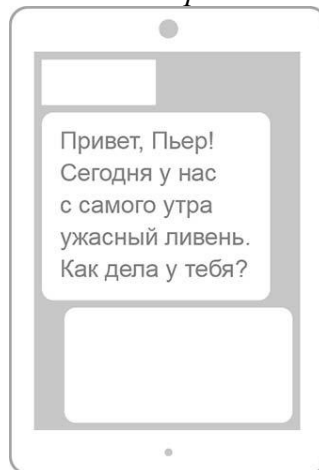 Привет, Пьер!
Сегодня у нас
с самого утра
ужасный ливень.
Как дела у тебя?